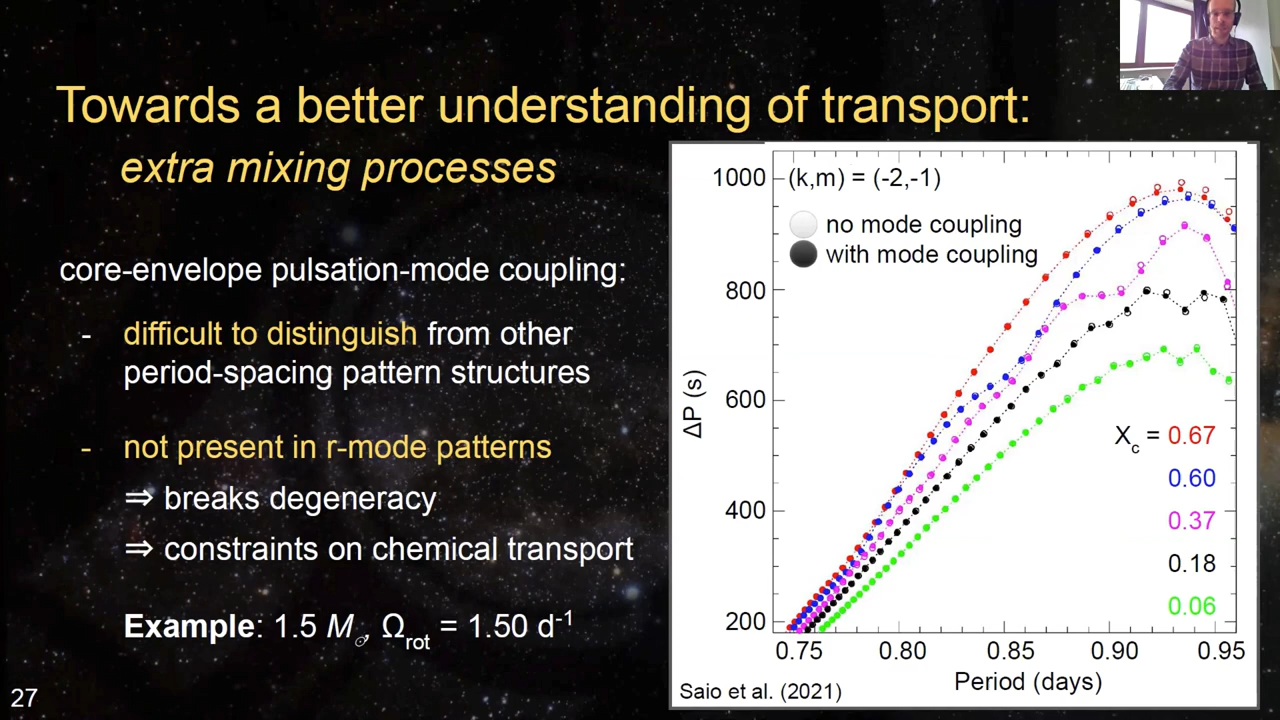 Towards a better understanding of transport:
extra mixing processes
core-envelope pulsation-mode coupling:
- difficult to distinguish from other
period-spacing pattern structures
- not present in r-mode patterns
⇒ breaks degeneracy
⇒ constraints on chemical transport
Example: 1.5 M☉, Ωrot = 1.50 d-1
27
(k,m) = (-2,-1)
no mode coupling
with mode coupling
1000
800
600
400
200
ΔP (s)
Xc = 0.67
0.60
0.37
0.18
0.06
0.75 0.80 0.85 0.90 0.95
Period (days)
Saio et al. (2021)